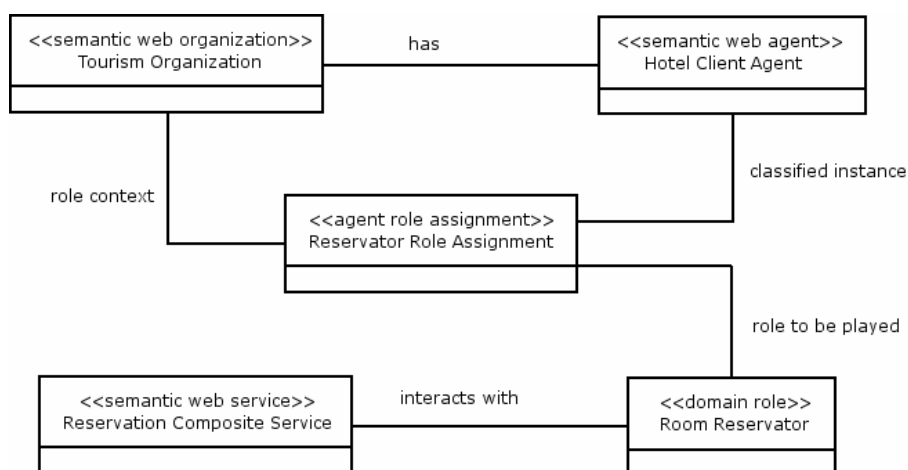 <<semantic web organization>>
Tourism Organization
has
<<semantic web agent>>
Hotel Client Agent
role context
classified instance
<<agent role assignment>>
Reservator Role Assignment
role to be played
<<semantic web service>>
Reservation Composite Service
interacts with
<<domain role>>
Room Reservator